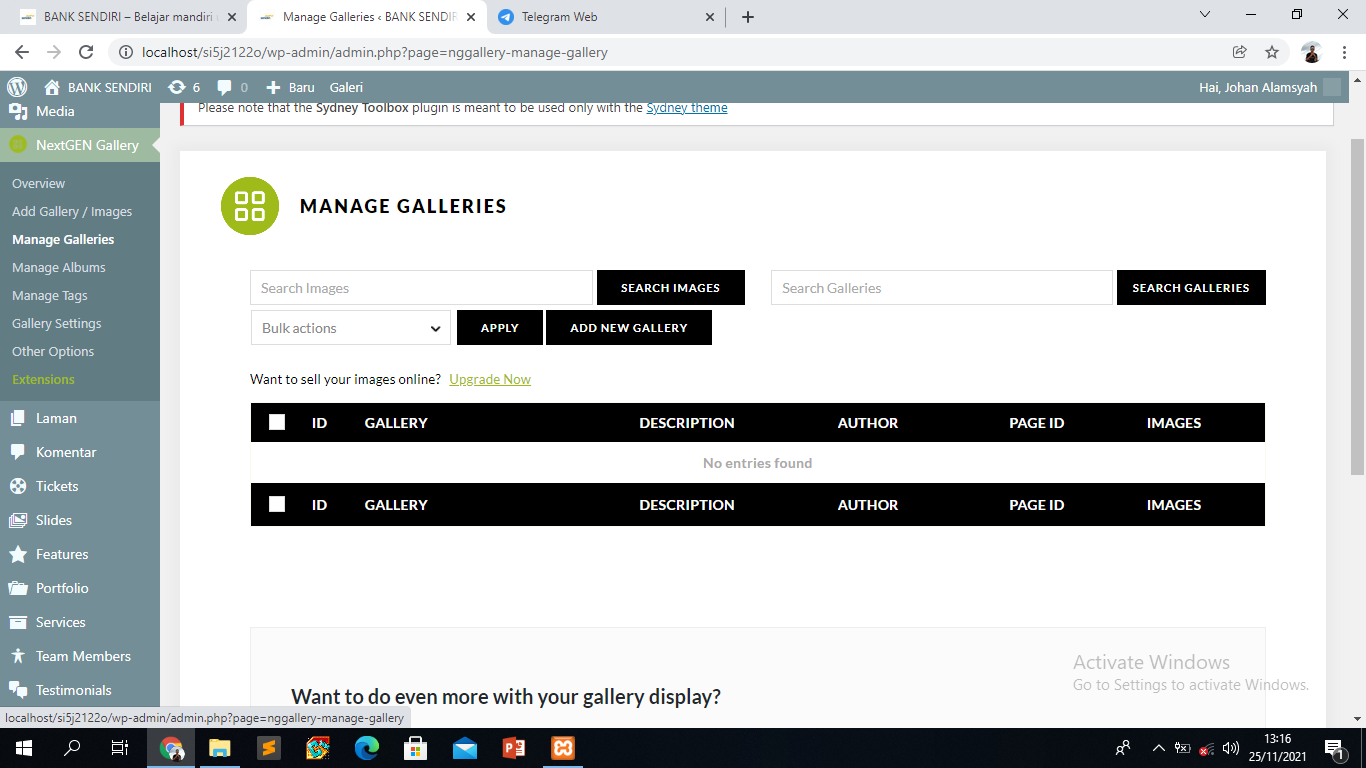 BANK SENDIRI – Belajar mandiri
Manage Galleries ‹ BANK SENDIR
Telegram Web
localhost/si5j2122o/wp-admin/admin.php?page=nggallery-manage-gallery
BANK SENDIRI
6
0
Baru
Galeri
Hai, Johan Alamsyah
Please note that the Sydney Toolbox plugin is meant to be used only with the Sydney theme
Media
NextGEN Gallery
Overview
Add Gallery / Images
Manage Galleries
Manage Albums
Manage Tags
Gallery Settings
Other Options
Extensions
Laman
Komentar
Tickets
Slides
Features
Portfolio
Services
Team Members
Testimonials
MANAGE GALLERIES
Search Images
SEARCH IMAGES
Search Galleries
SEARCH GALLERIES
Bulk actions
APPLY
ADD NEW GALLERY
Want to sell your images online? Upgrade Now
ID GALLERY DESCRIPTION AUTHOR PAGE ID IMAGES
No entries found
ID GALLERY DESCRIPTION AUTHOR PAGE ID IMAGES
Want to do even more with your gallery display?
Activate Windows
Go to Settings to activate Windows.
localhost/si5j2122o/wp-admin/admin.php?page=nggallery-manage-gallery
13:16
25/11/2021
1